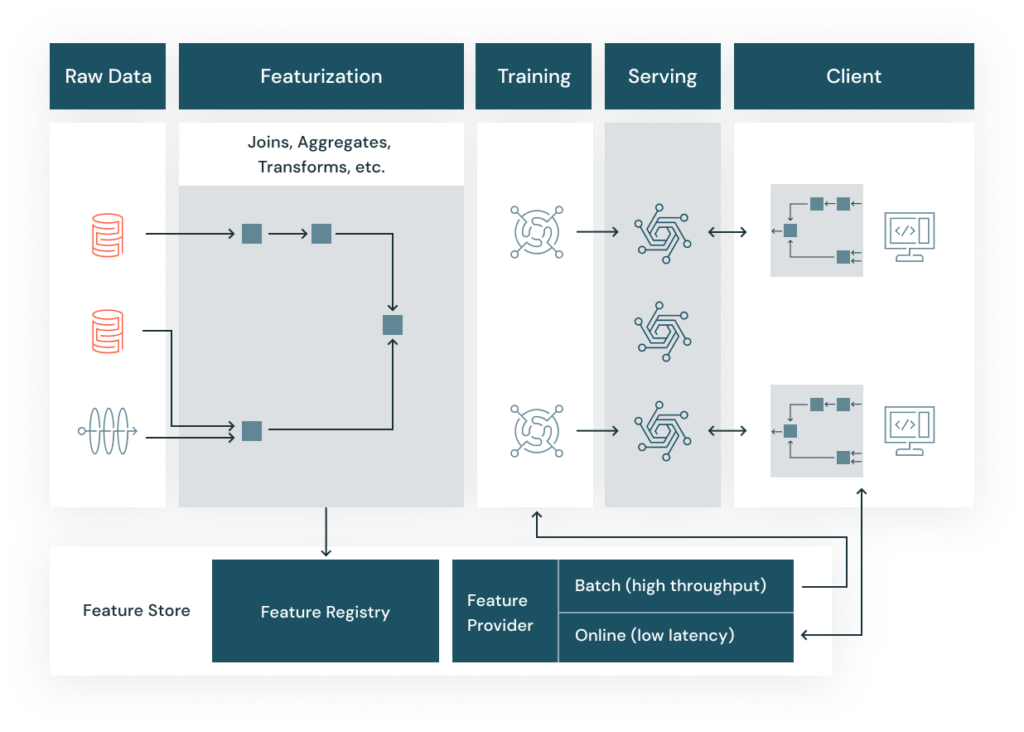 Raw Data
Featurization
Training
Serving
Client
Joins, Aggregates,
Transforms, etc.
</>
</>
Feature Store
Feature Registry
Feature
Provider
Batch (high throughput)
Online (low latency)